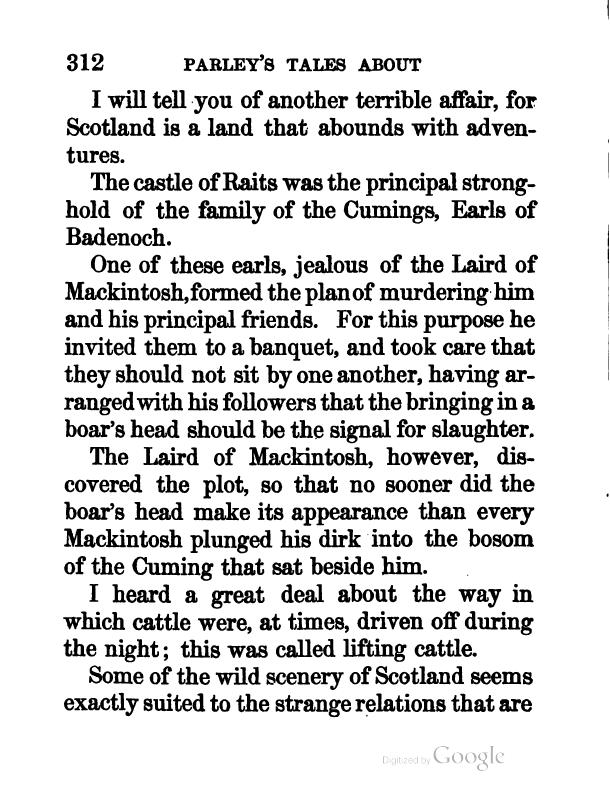 312 PARLEY'S TALES ABOUT
I will tell you of another terrible affair, for
Scotland is a land that abounds with adven-
tures.
The castle of Raits was the principal strong-
hold of the family of the Cumings, Earls of
Badenoch.
One of these earls, jealous of the Laird of
Mackintosh, formed the plan of murdering him
and his principal friends. For this purpose he
invited them to a banquet, and took care that
they should not sit by one another, having ar-
ranged with his followers that the bringing in a
boar's head should be the signal for slaughter.
The Laird of Mackintosh, however, dis-
covered the plot, so that no sooner did the
boar's head make its appearance than every
Mackintosh plunged his dirk into the bosom
of the Cuming that sat beside him.
I heard a great deal about the way in
which cattle were, at times, driven off during
the night; this was called lifting cattle.
Some of the wild scenery of Scotland seems
exactly suited to the strange relations that are
Digitized by Google